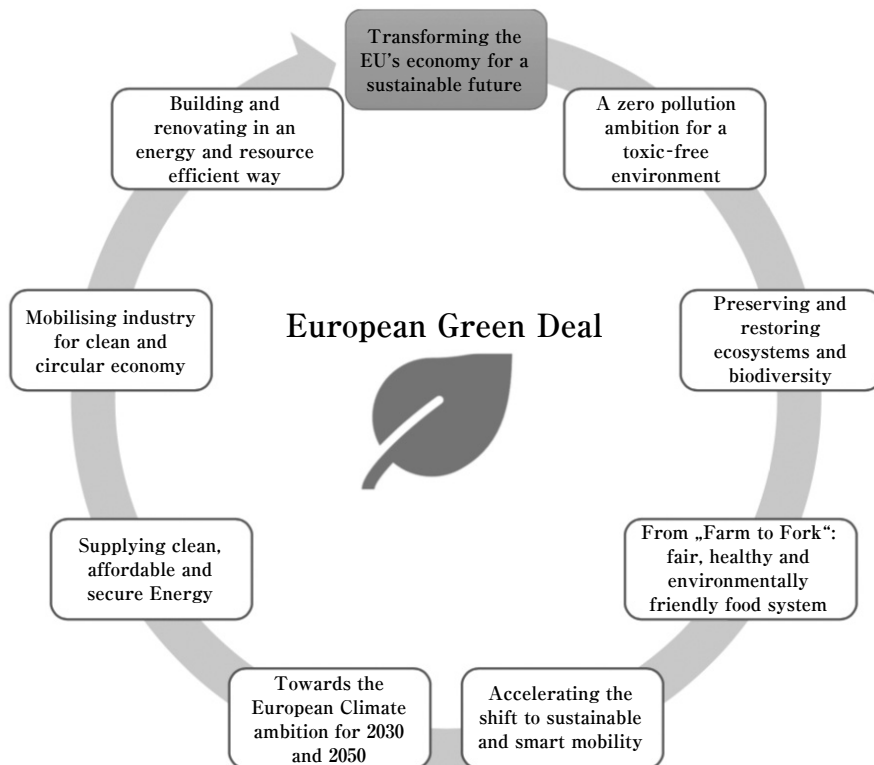 Transforming the
EU's economy for a
sustainable future
A zero pollution
ambition for a
toxic-free
environment
Preserving and
restoring
ecosystems and
biodiversity
From „Farm to Fork“:
fair, healthy and
environmentally
friendly food system
Accelerating the
shift to sustainable
and smart mobility
Towards the
European Climate
ambition for 2030
and 2050
Supplying clean,
affordable and
secure Energy
Mobilising industry
for clean and
circular economy
Building and
renovating in an
energy and resource
efficient way
European Green Deal